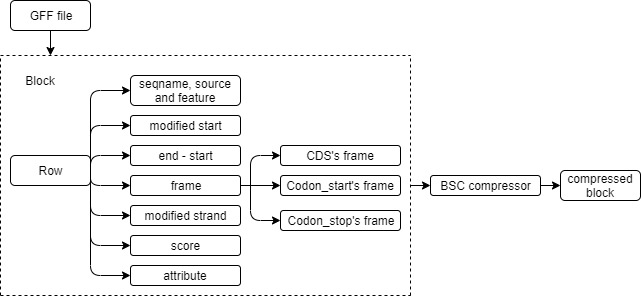 GFF file
Block
seqname, source
and feature
modified start
end - start
CDS's frame
Row
frame
Codon_start's frame
BSC compressor
compressed
block
modified strand
Codon_stop's frame
score
attribute